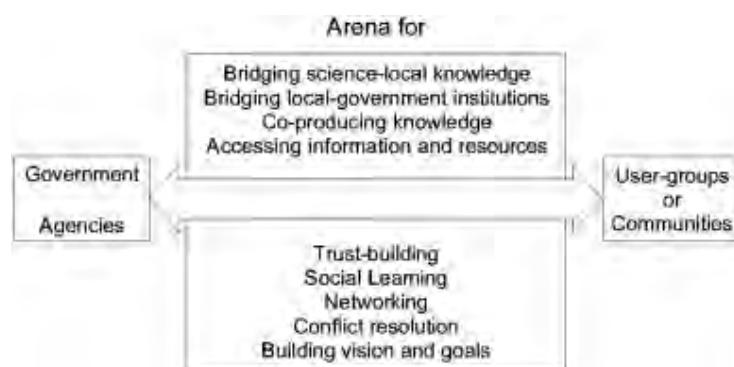 Arena for
Bridging science-local knowledge
Bridging local-government institutions
Co-producing knowledge
Accessing information and resources
Government
Agencies
User-groups
or
Communities
Trust-building
Social Learning
Networking
Conflict resolution
Building vision and goals